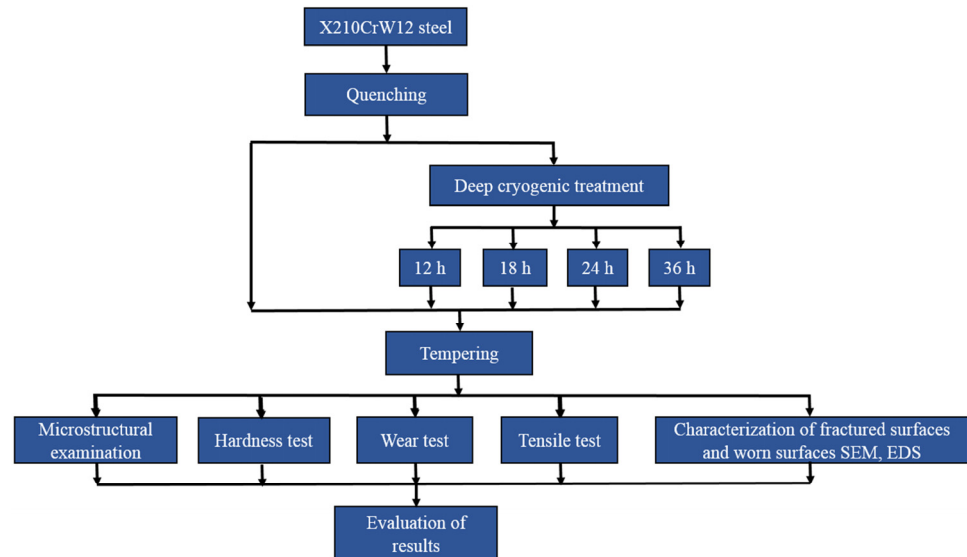 X210CrW12 steel
Quenching
Deep cryogenic treatment
12 h
18 h
24 h
36 h
Tempering
Microstructural
examination
Hardness test
Wear test
Tensile test
Characterization of fractured surfaces
and worn surfaces SEM, EDS
Evaluation of
results